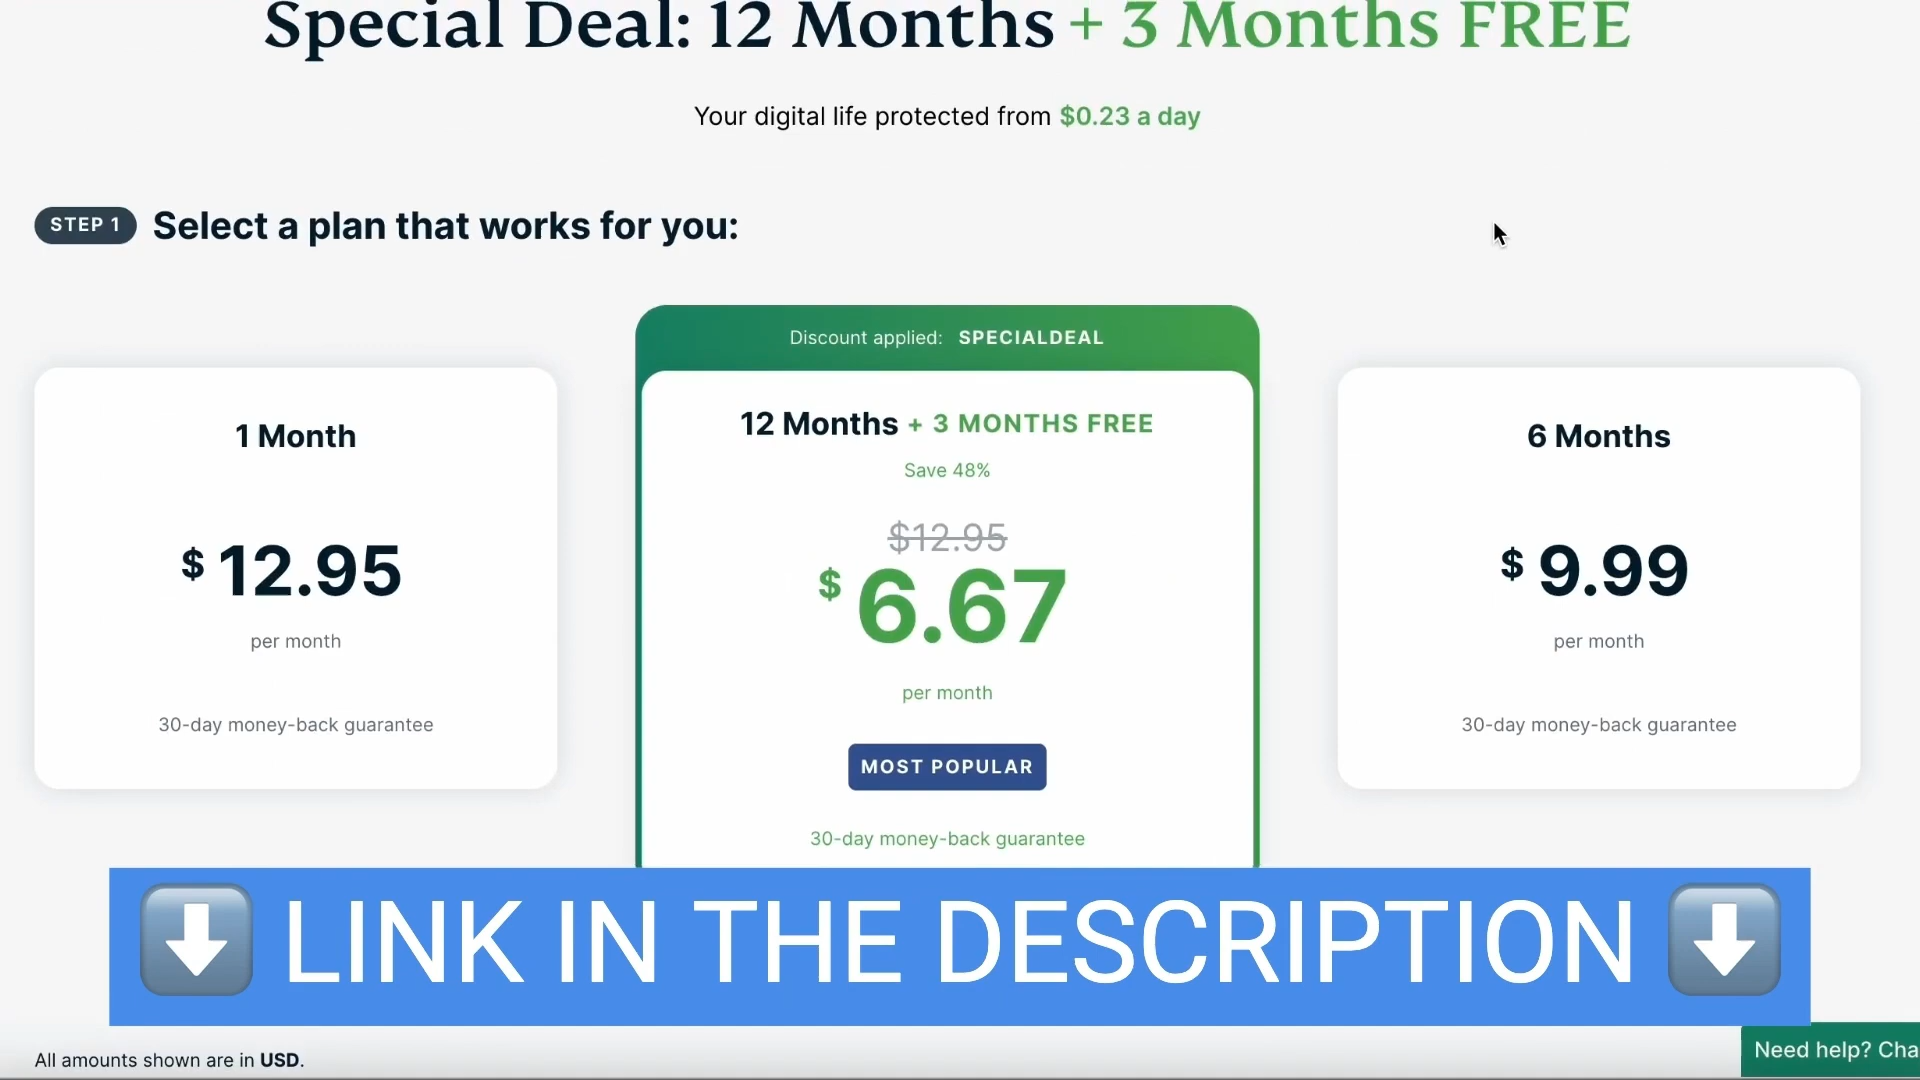 Special Deal: 12 Months + 3 Months FREE
Your digital life protected from $0.23 a day
STEP 1 Select a plan that works for you:
Discount applied: SPECIALDEAL
1 Month
$12.95
per month
30-day money-back guarantee
12 Months + 3 MONTHS FREE
Save 48%
$12.95
$6.67
per month
MOST POPULAR
30-day money-back guarantee
6 Months
$9.99
per month
30-day money-back guarantee
⬇️ LINK IN THE DESCRIPTION ⬇️
All amounts shown are in USD.
Need help? Cha